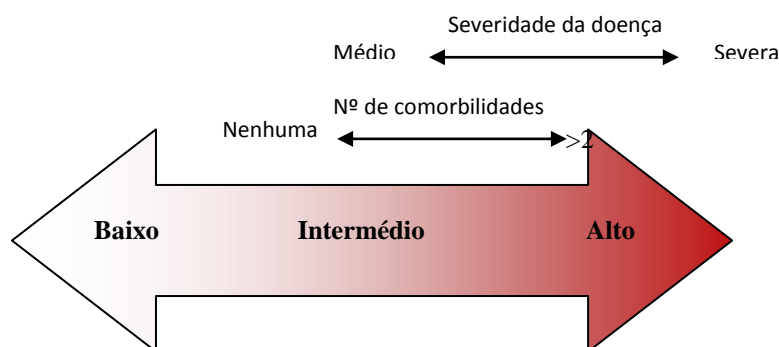 Severidade da doença
Médio Severa
Nº de comorbilidades
Nenhuma >2
Baixo Intermédio Alto